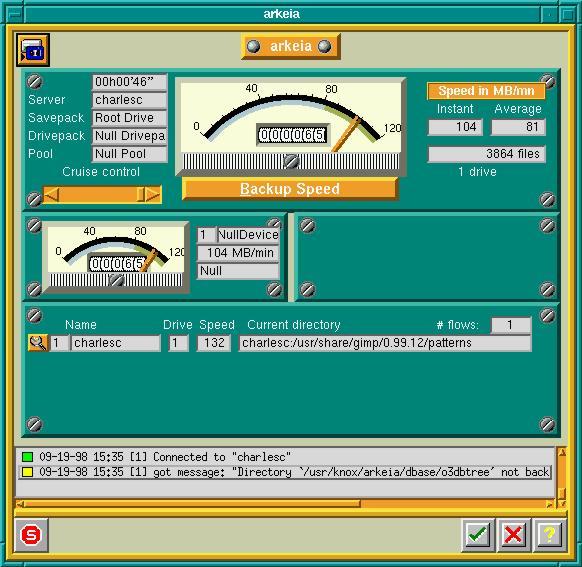 arkeia
arkeia
00h00'46"
Server charlesc
Savepack Root Drive
Drivepack Null Drivepa
Pool Null Pool
Cruise control
0 40 80 120
000065
Backup Speed
Speed in MB/mn
Instant Average
104 81
3864 files
1 drive
0 40 80 120
000065
1 NullDevice
104 MB/min
Null
Name Drive Speed Current directory # flows: 1
1 charlesc 1 132 charlesc:/usr/share/gimp/0.99.12/patterns
09-19-98 15:35 [1] Connected to "charlesc"
09-19-98 15:35 [1] got message: "Directory `/usr/knox/arkeia/dbase/o3dbtree' not back
S
?